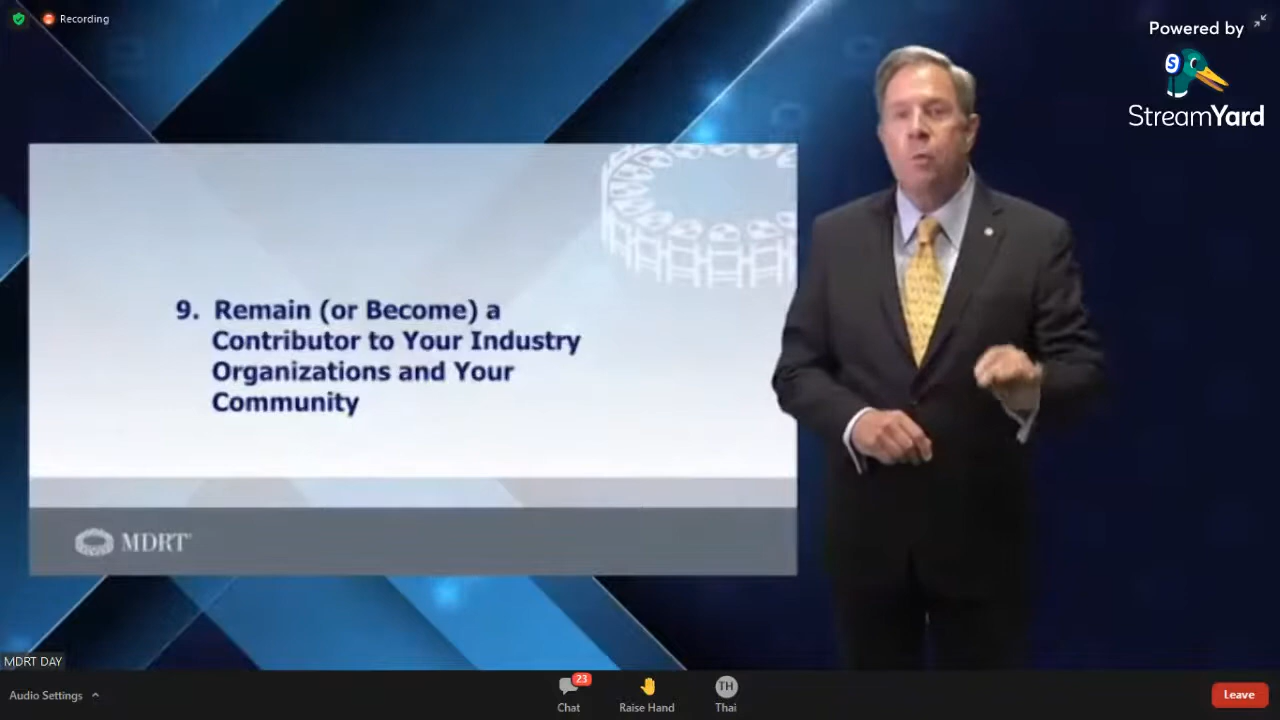 Recording
Powered by
S
StreamYard
9. Remain (or Become) a
Contributor to Your Industry
Organizations and Your
Community
MDRT
MDRT DAY
Audio Settings
23
Chat
Raise Hand
TH
Thai
Leave